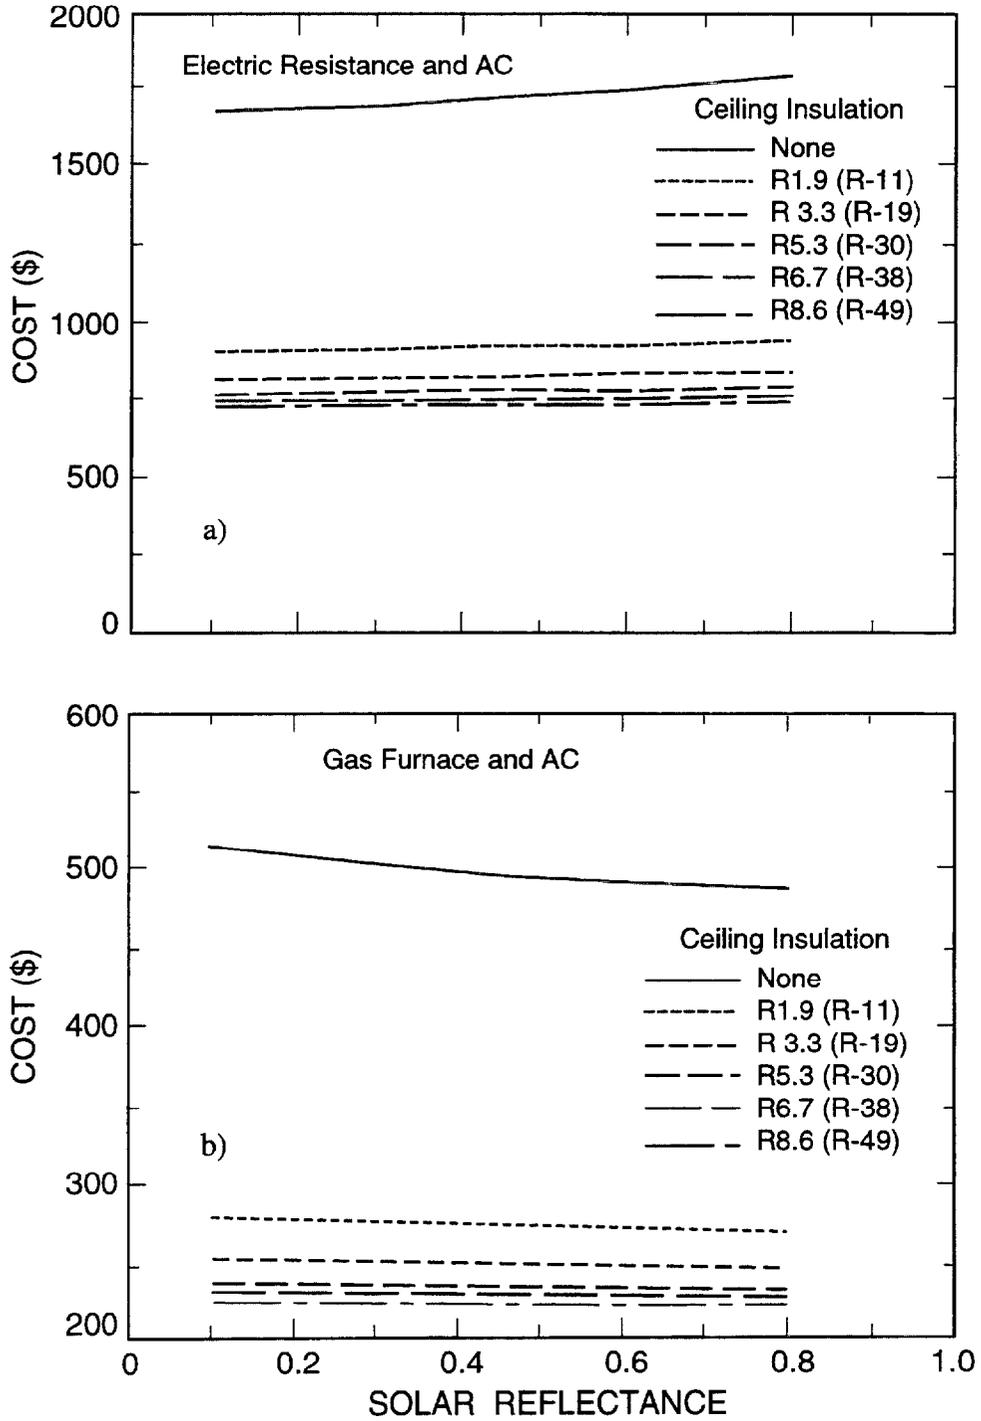 2000
Electric Resistance and AC
Ceiling Insulation
None
1500
R1.9 (R-11)
R 3.3 (R-19)
R5.3 (R-30)
R6.7 (R-38)
R8.6 (R-49)
1000
COST ($)
500
a)
0
600
Gas Furnace and AC
500
Ceiling Insulation
None
R1.9 (R-11)
400
R 3.3 (R-19)
R5.3 (R-30)
R6.7 (R-38)
R8.6 (R-49)
COST ($)
b)
300
200
0 0.2 0.4 0.6 0.8 1.0
SOLAR REFLECTANCE